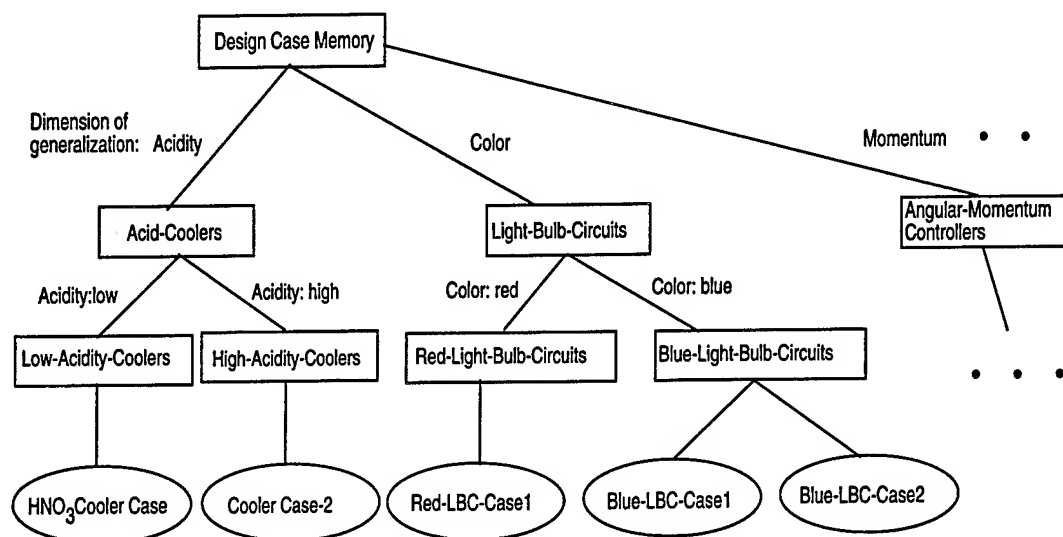 Design Case Memory
Dimension of
generalization: Acidity
Color
Momentum • •
Acid-Coolers
Light-Bulb-Circuits
Angular-Momentum
Controllers
Acidity:low
Acidity: high
Color: red
Color: blue
Low-Acidity-Coolers
High-Acidity-Coolers
Red-Light-Bulb-Circuits
Blue-Light-Bulb-Circuits
• • •
HNO3Cooler Case
Cooler Case-2
Red-LBC-Case1
Blue-LBC-Case1
Blue-LBC-Case2